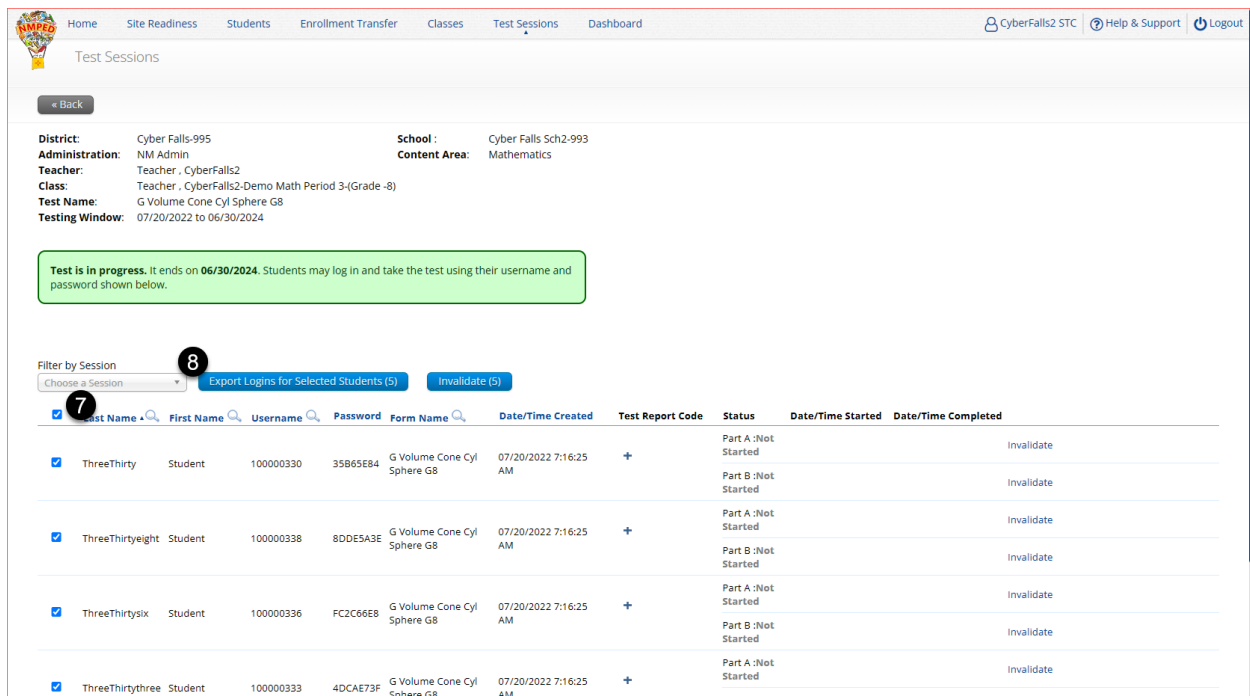 NMPED
Home Site Readiness Students Enrollment Transfer Classes Test Sessions Dashboard CyberFalls2 STC Help & Support Logout
Test Sessions
« Back
District: Cyber Falls-995 School : Cyber Falls Sch2-993
Administration: NM Admin Content Area: Mathematics
Teacher: Teacher , CyberFalls2
Class: Teacher , CyberFalls2-Demo Math Period 3-(Grade -8)
Test Name: G Volume Cone Cyl Sphere G8
Testing Window: 07/20/2022 to 06/30/2024
Test is in progress. It ends on 06/30/2024. Students may log in and take the test using their username and
password shown below.
Filter by Session
8
Choose a Session Export Logins for Selected Students (5) Invalidate (5)
7
Last Name First Name Username Password Form Name Date/Time Created Test Report Code Status Date/Time Started Date/Time Completed
ThreeThirty Student 100000330 35B65E84 G Volume Cone Cyl Sphere G8 07/20/2022 7:16:25 AM + Part A :Not Started Invalidate
Part B :Not Started Invalidate
ThreeThirtyeight Student 100000338 8DDE5A3E G Volume Cone Cyl Sphere G8 07/20/2022 7:16:25 AM + Part A :Not Started Invalidate
Part B :Not Started Invalidate
ThreeThirtysix Student 100000336 FC2C66E8 G Volume Cone Cyl Sphere G8 07/20/2022 7:16:25 AM + Part A :Not Started Invalidate
Part B :Not Started Invalidate
ThreeThirtythree Student 100000333 4DCAE73F G Volume Cone Cyl Sphere G8 07/20/2022 7:16:25 AM + Part A :Not Started Invalidate